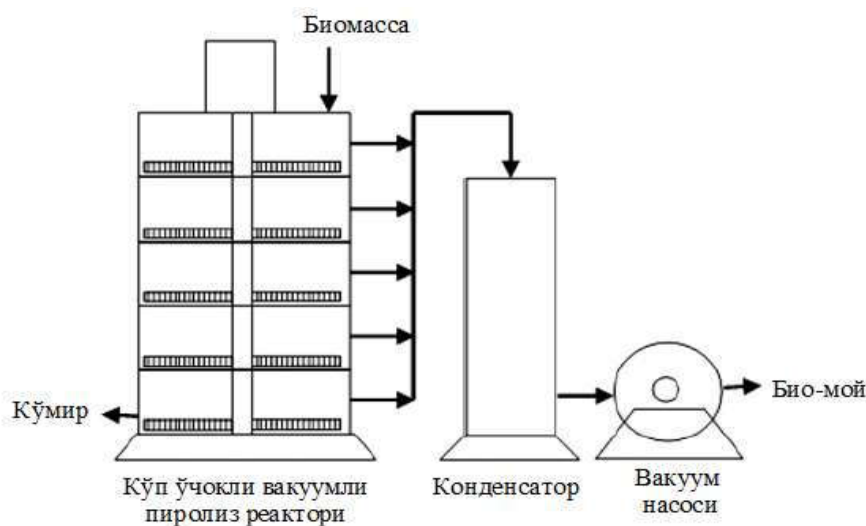 Биомасса
Кўмир
Био-мой
Кўп ўчокли вакуумли
пиролиз реактори
Конденсатор
Вакуум
насоси